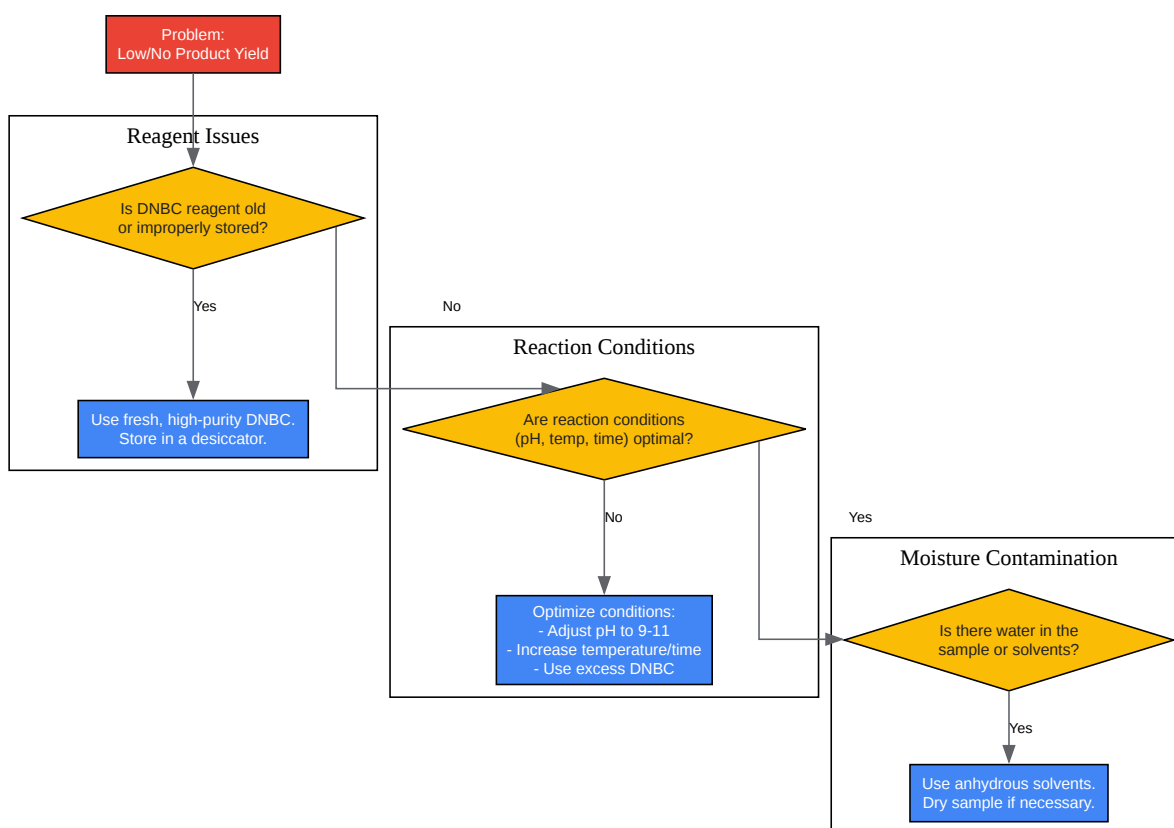 Problem:
Low/No Product Yield
Reagent Issues
Is DNBC reagent old
or improperly stored?
Yes
No
Use fresh, high-purity DNBC.
Store in a desiccator.
Reaction Conditions
Are reaction conditions
(pH, temp, time) optimal?
No
Yes
Optimize conditions:
- Adjust pH to 9-11
- Increase temperature/time
- Use excess DNBC
Moisture Contamination
Is there water in the
sample or solvents?
Yes
Use anhydrous solvents.
Dry sample if necessary.